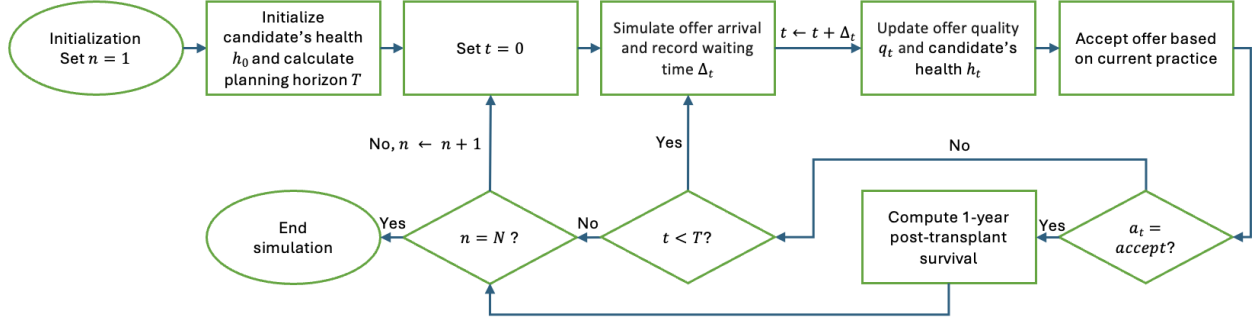 Initialization
Set n = 1
Initialize
candidate's health
h₀ and calculate
planning horizon T
Set t = 0
Simulate offer arrival
and record waiting
time Δₜ
t ← t + Δₜ
Update offer quality
qₜ and candidate's
health hₜ
Accept offer based
on current practice
No, n ← n + 1
Yes
No
End
simulation
Yes
n = N ?
No
t < T?
Compute 1-year
post-transplant
survival
Yes
aₜ =
accept?